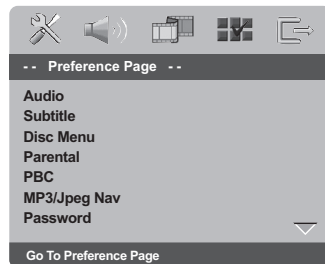 -- Preference Page --
Audio
Subtitle
Disc Menu
Parental
PBC
MP3/Jpeg Nav
Password
Go To Preference Page